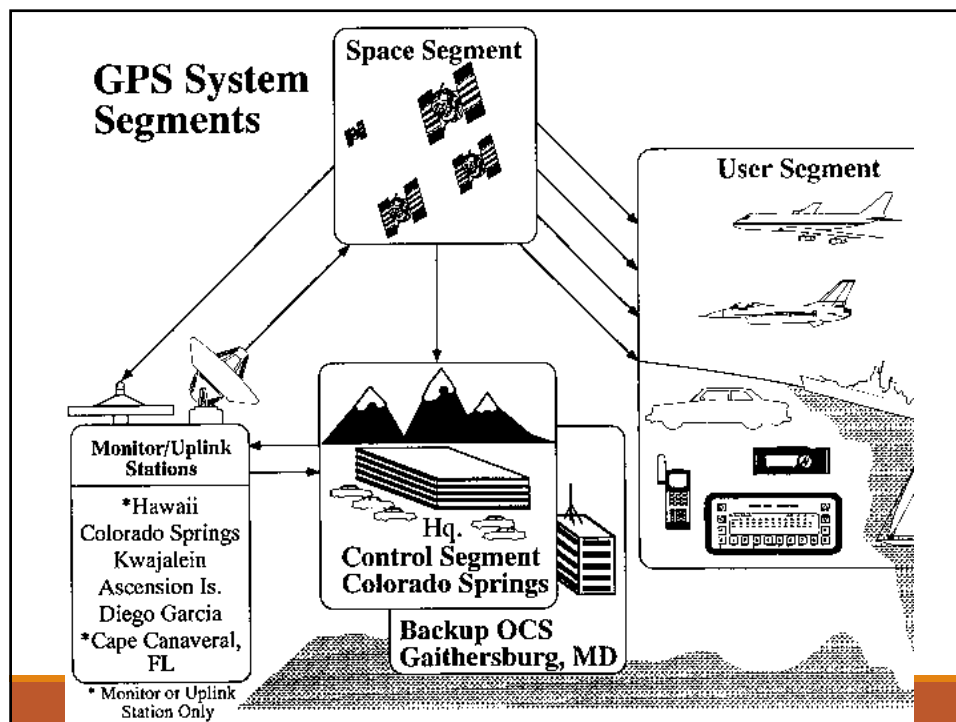 GPS System
Segments
Space Segment
User Segment
Monitor/Uplink
Stations
*Hawaii
Colorado Springs
Kwajalein
Ascension Is.
Diego Garcia
*Cape Canaveral,
FL
* Monitor or Uplink
Station Only
Hq.
Control Segment
Colorado Springs
Backup OCS
Gaithersburg, MD